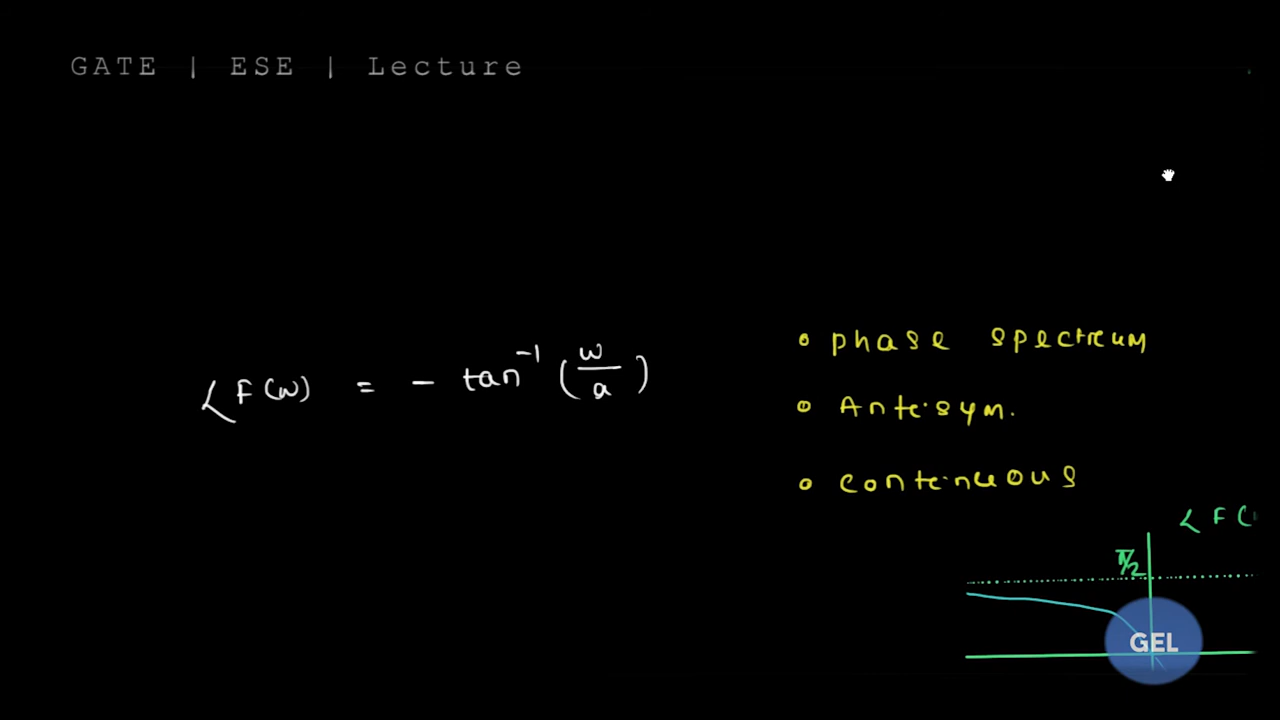 GATE | ESE | Lecture
∠F(ω) = - tan⁻¹(ω/a)
• phase spectrum
• Antisym.
• continuous
∠F(
π/2
GEL